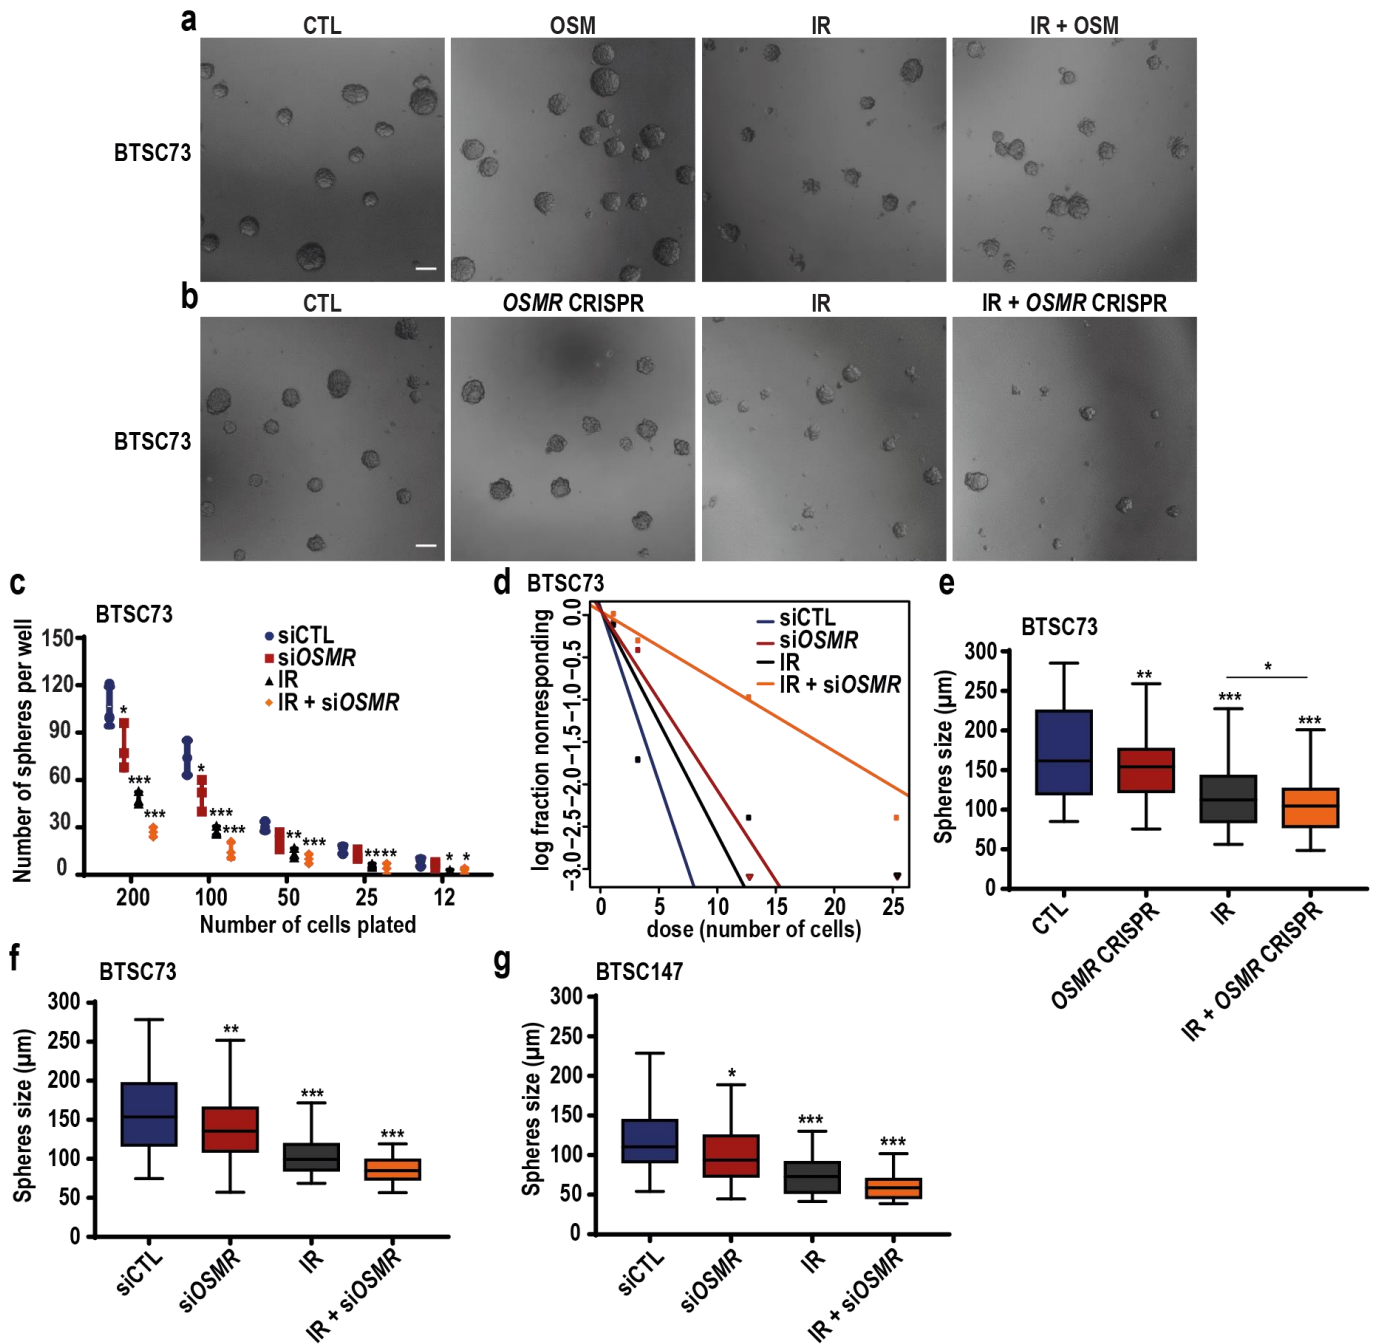 a
CTL OSM IR IR + OSM
BTSC73
b
CTL OSMR CRISPR IR IR + OSMR CRISPR
BTSC73
c
BTSC73
Number of spheres per well
150
120
90
60
30
0
siCTL
siOSMR
IR
IR + siOSMR
* *** ***
* *** ***
** ***
** **
* *
200 100 50 25 12
Number of cells plated
d
BTSC73
log fraction nonresponding
0.0
-0.5
-1.0
-1.5
-2.0
-2.5
-3.0
siCTL
siOSMR
IR
IR + siOSMR
0 5 10 15 20 25
dose (number of cells)
e
BTSC73
Spheres size (µm)
300
250
200
150
100
50
0
** *** * ***
CTL OSMR CRISPR IR IR + OSMR CRISPR
f
BTSC73
Spheres size (µm)
300
250
200
150
100
50
0
** *** ***
siCTL siOSMR IR IR + siOSMR
g
BTSC147
Spheres size (µm)
300
250
200
150
100
50
0
* *** ***
siCTL siOSMR IR IR + siOSMR